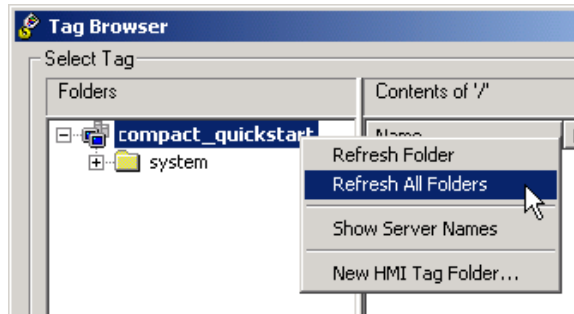 Tag Browser
Select Tag
Folders
Contents of '/'
compact_quickstart
Name
system
Refresh Folder
Refresh All Folders
Show Server Names
New HMI Tag Folder...